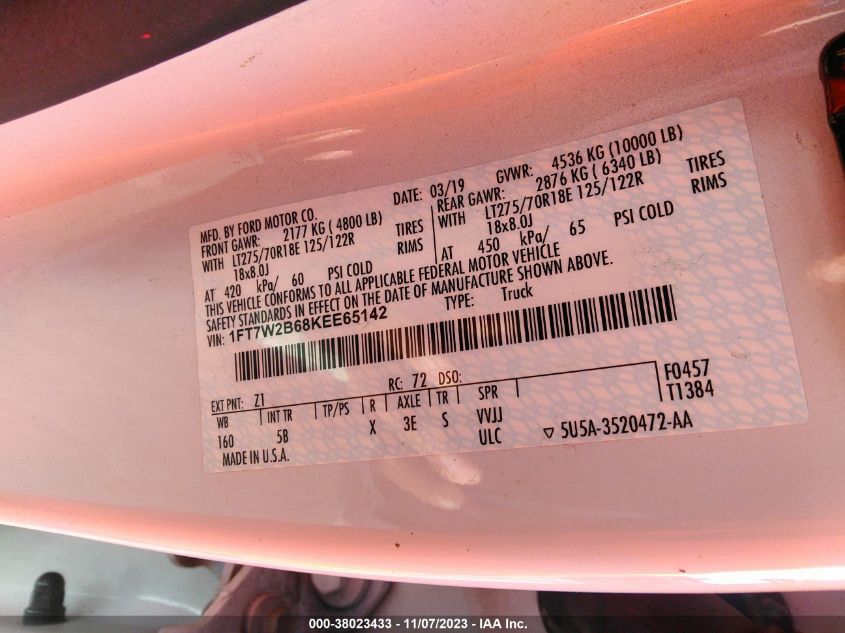 MFD. BY FORD MOTOR CO. DATE: 03/19 GVWR: 4536 KG (10000 LB)
FRONT GAWR: 2177 KG ( 4800 LB) REAR GAWR: 2876 KG ( 6340 LB)
WITH LT275/70R18E 125/122R TIRES WITH LT275/70R18E 125/122R TIRES
18x8.0J RIMS 18x8.0J RIMS
AT 420 kPa/ 60 PSI COLD AT 450 kPa/ 65 PSI COLD
THIS VEHICLE CONFORMS TO ALL APPLICABLE FEDERAL MOTOR VEHICLE
SAFETY STANDARDS IN EFFECT ON THE DATE OF MANUFACTURE SHOWN ABOVE.
VIN: 1FT7W2B68KEE65142 TYPE: Truck
EXT PNT: Z1 RC: 72 DSO: F0457
WB INT TR TP/PS R AXLE TR SPR T1384
160 5B X 3E S VVJJ
MADE IN U.S.A. ULC ▽ 5U5A-3520472-AA
000-38023433 — 11/07/2023 — IAA Inc.